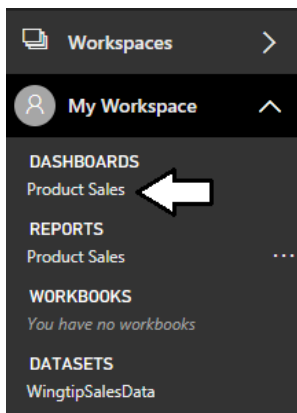 Workspaces
My Workspace
DASHBOARDS
Product Sales
REPORTS
Product Sales ...
WORKBOOKS
You have no workbooks
DATASETS
WingtipSalesData